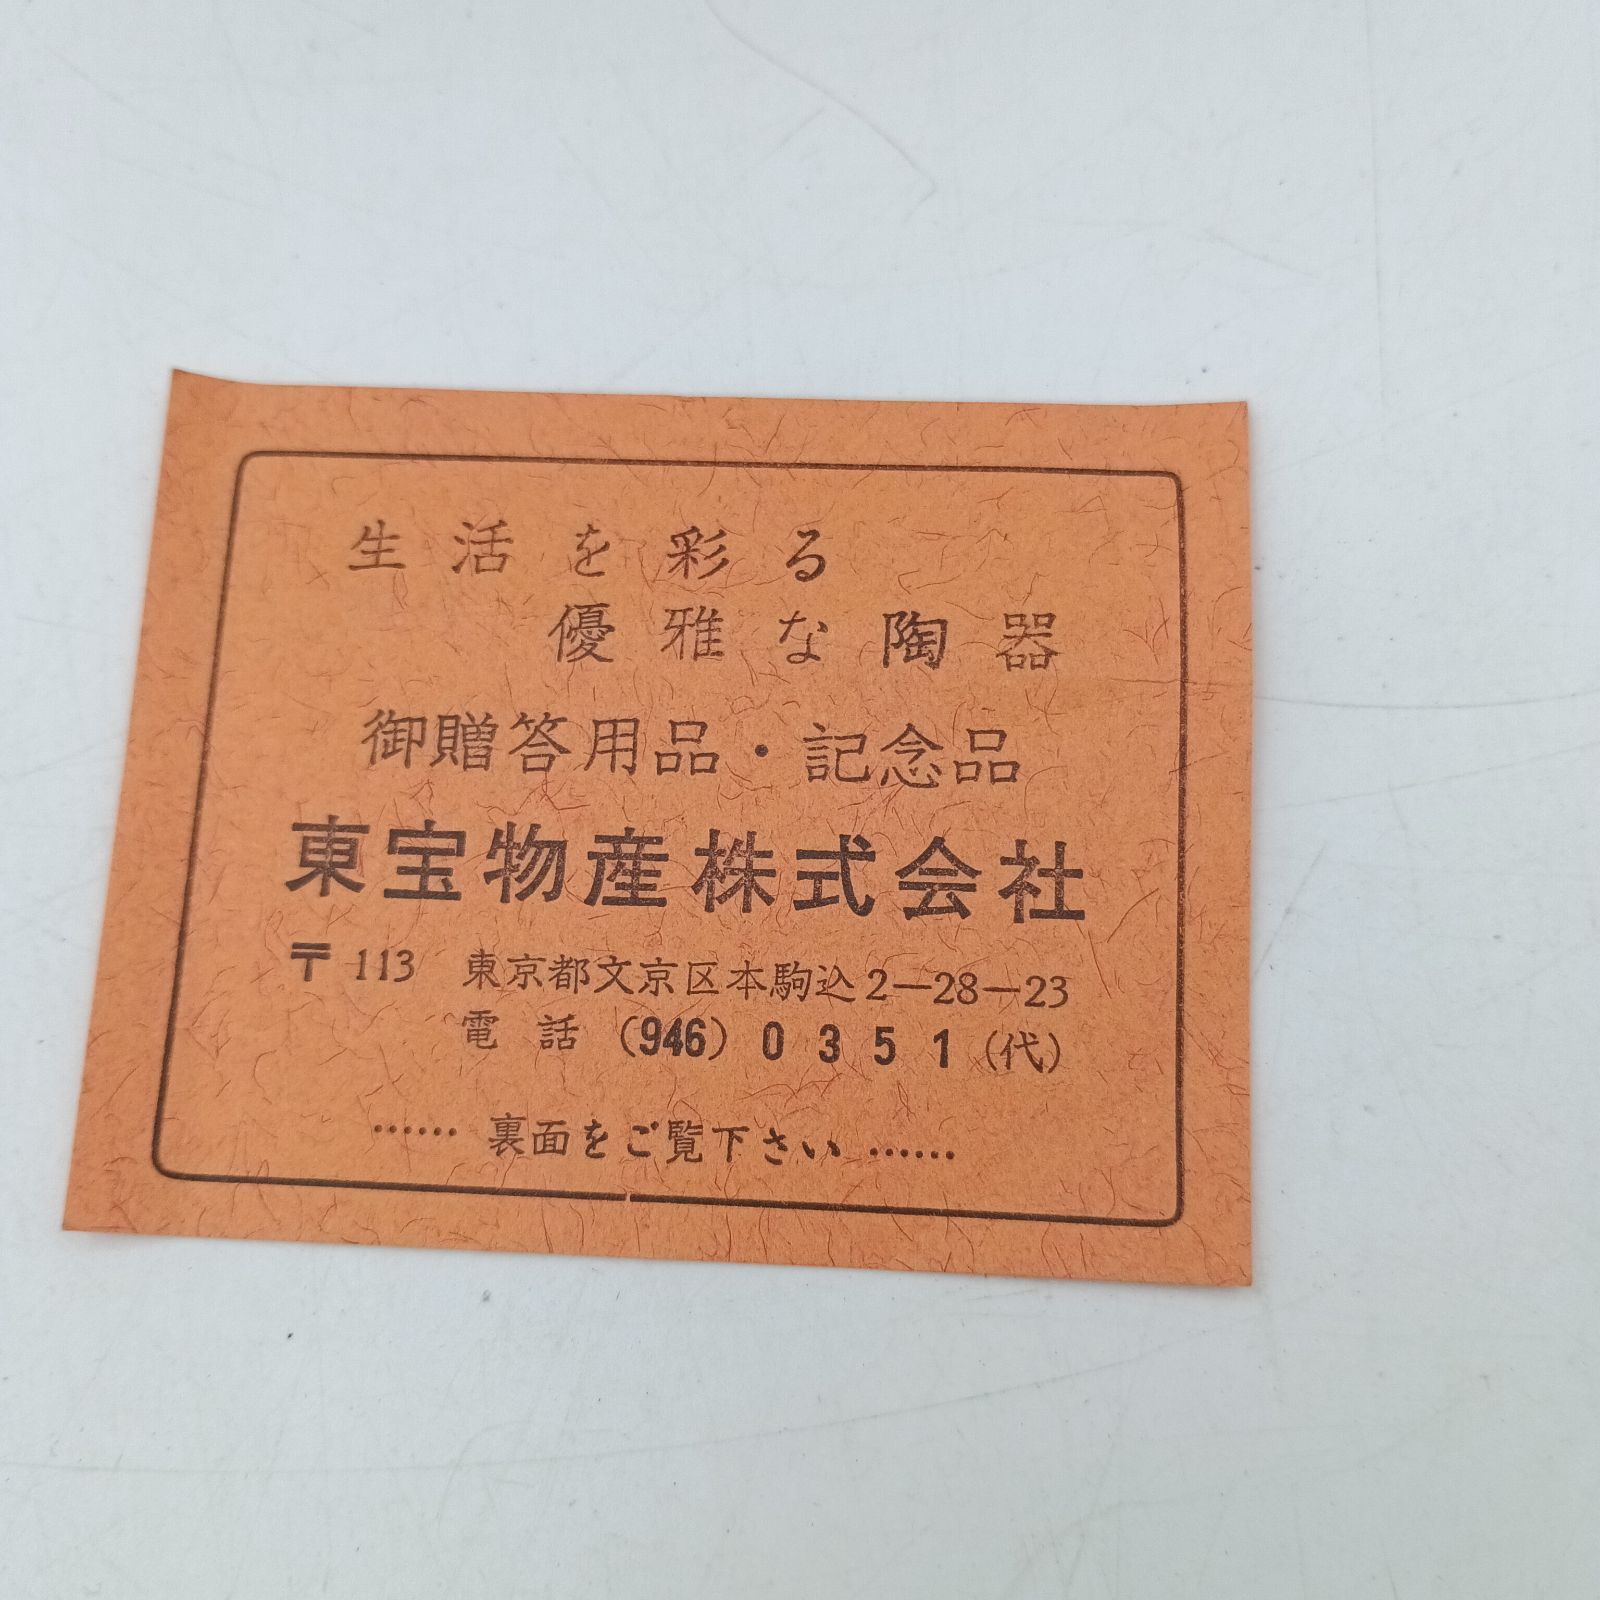 生活を彩る
優雅な陶器
御贈答用品・記念品
東宝物産株式会社
〒113 東京都文京区本駒込2-28-23
電話 (946) 0351 (代)
…… 裏面をご覧下さい ……